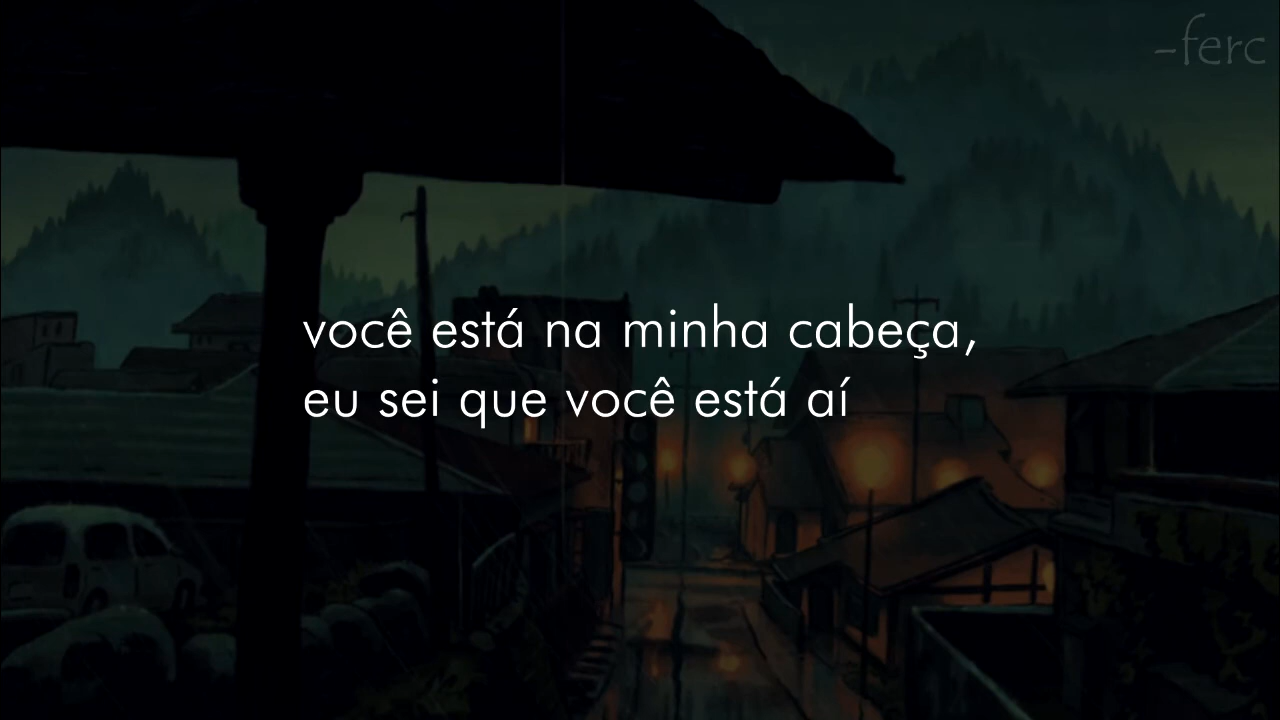 -ferc
você está na minha cabeça,
eu sei que você está aí